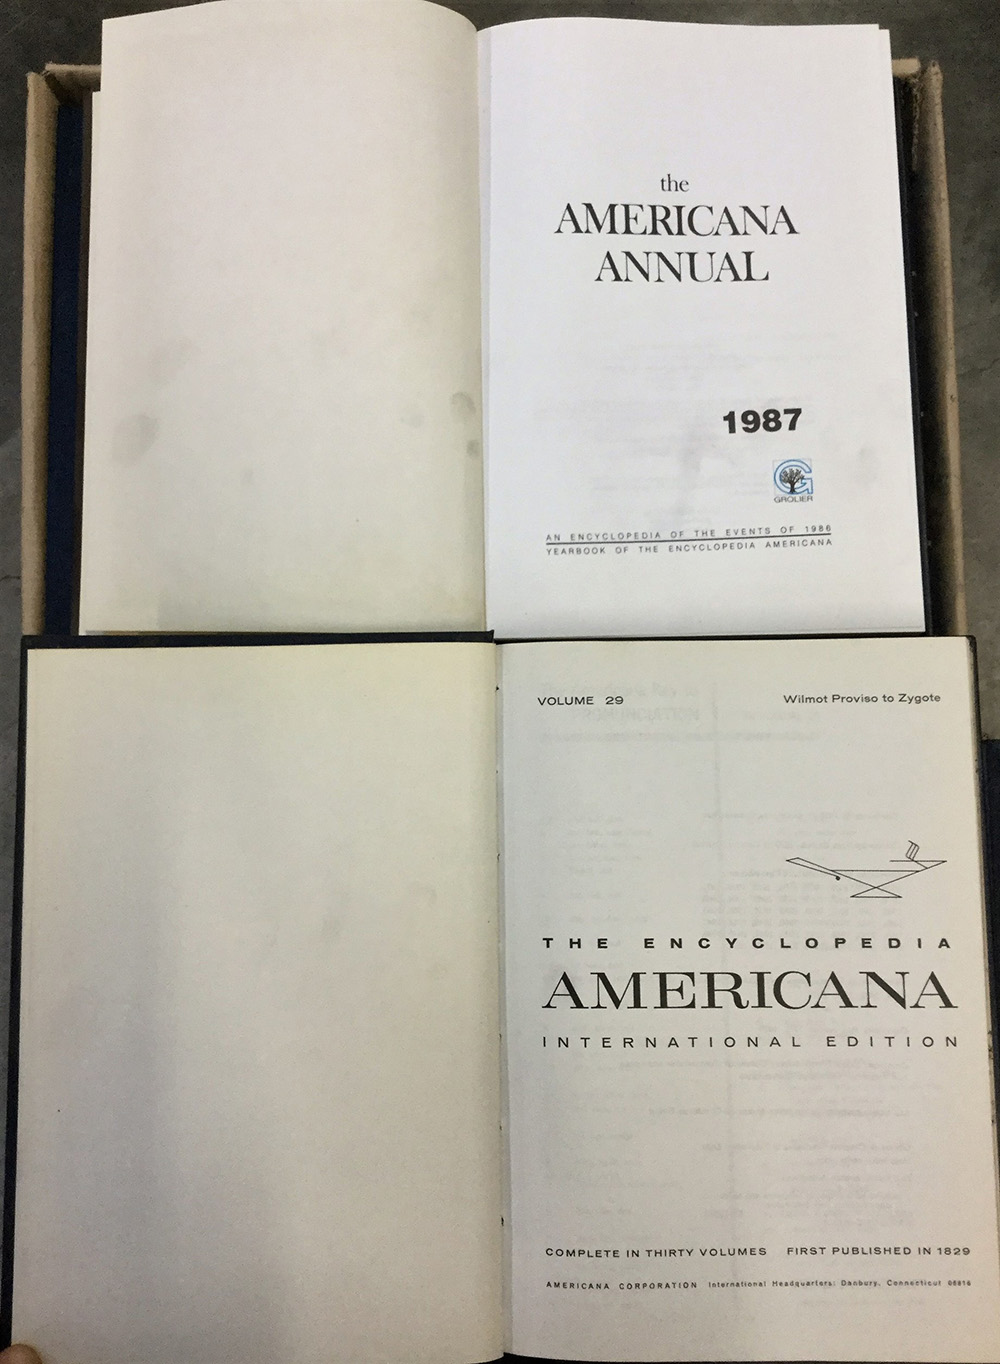 the
AMERICANA
ANNUAL
1987
G
GROLIER
AN ENCYCLOPEDIA OF THE EVENTS OF 1986
YEARBOOK OF THE ENCYCLOPEDIA AMERICANA
VOLUME 29 Wilmot Proviso to Zygote
THE ENCYCLOPEDIA
AMERICANA
INTERNATIONAL EDITION
COMPLETE IN THIRTY VOLUMES FIRST PUBLISHED IN 1829
AMERICANA CORPORATION International Headquarters: Danbury, Connecticut 06816